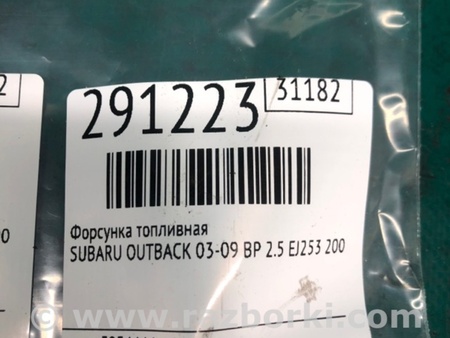 291223
31182
Форсунка топливная
SUBARU OUTBACK 03-09 BP 2.5 EJ253 200
www.razborki.com